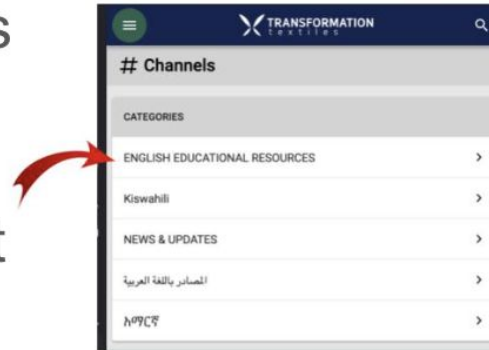 s
TRANSFORMATION
textiles
# Channels
CATEGORIES
ENGLISH EDUCATIONAL RESOURCES
Kiswahili
t
NEWS & UPDATES
المصادر باللغة العربية
አማርኛ